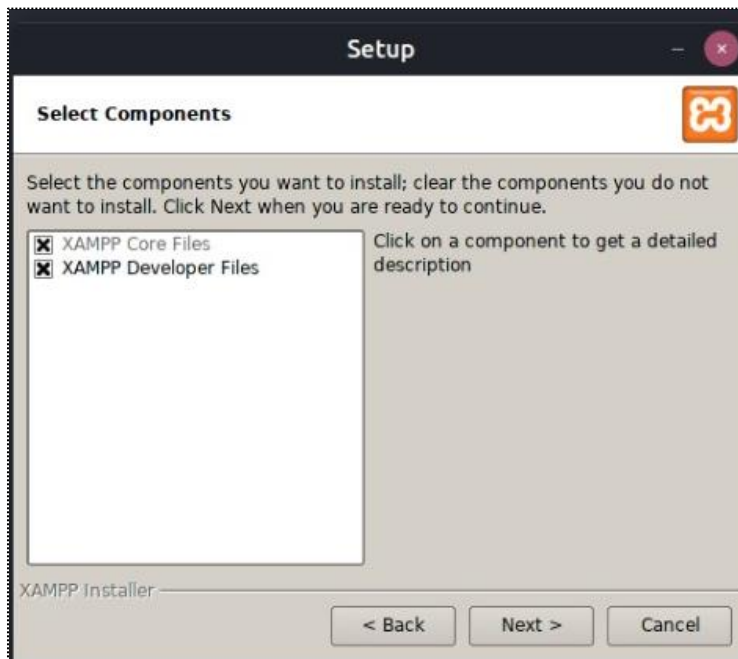 Setup
Select Components
Select the components you want to install; clear the components you do not
want to install. Click Next when you are ready to continue.
XAMPP Core Files
XAMPP Developer Files
Click on a component to get a detailed
description
XAMPP Installer
< Back
Next >
Cancel